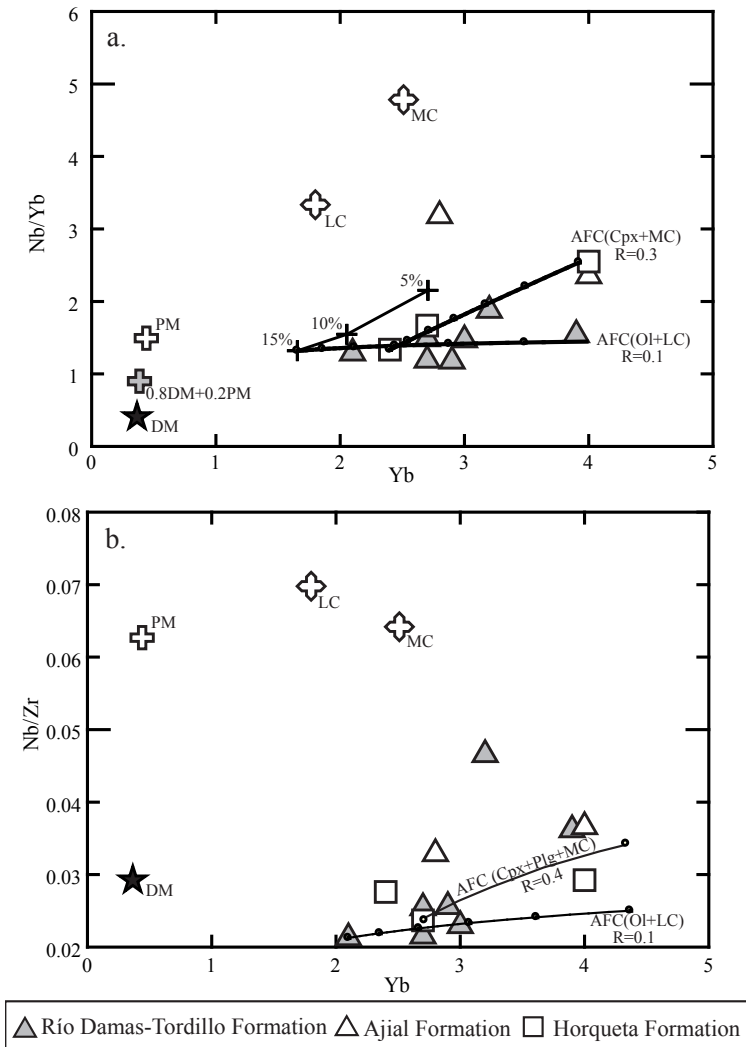 a.
6
5
4
3
2
1
0
Nb/Yb
MC
LC
AFC(Cpx+MC)
R=0.3
5%
10%
15%
PM
AFC(Ol+LC)
R=0.1
0.8DM+0.2PM
DM
0 1 2 3 4 5
Yb
b.
0.08
0.07
0.06
0.05
0.04
0.03
0.02
Nb/Zr
LC
PM
MC
DM
AFC (Cpx+Plg+MC)
R=0.4
AFC(Ol+LC)
R=0.1
0 1 2 3 4 5
Yb
Río Damas-Tordillo Formation Ajial Formation Horqueta Formation